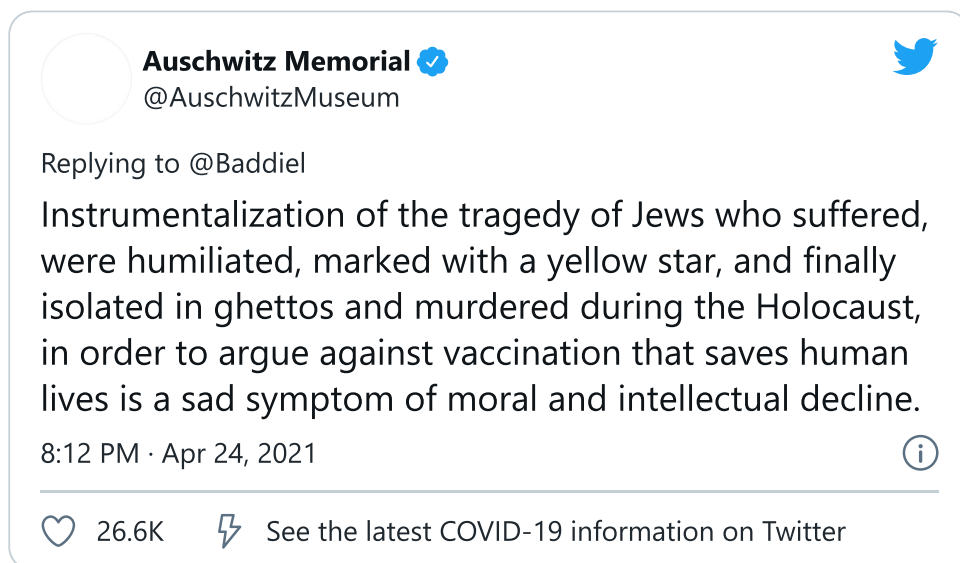 Auschwitz Memorial
@AuschwitzMuseum
Replying to @Baddiel
Instrumentalization of the tragedy of Jews who suffered,
were humiliated, marked with a yellow star, and finally
isolated in ghettos and murdered during the Holocaust,
in order to argue against vaccination that saves human
lives is a sad symptom of moral and intellectual decline.
8:12 PM · Apr 24, 2021
26.6K See the latest COVID-19 information on Twitter